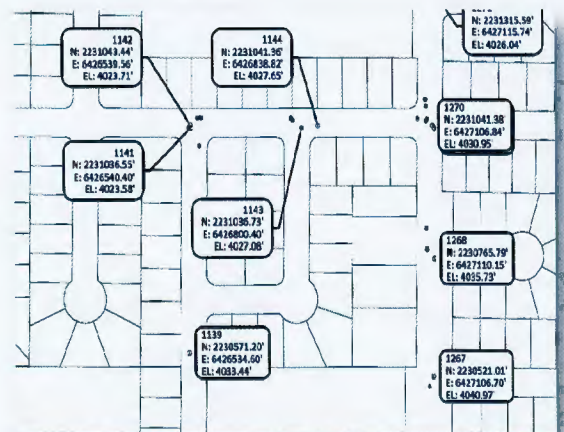 1142
N: 2231043.44'
E: 6426539.56'
EL: 4023.71'
1144
N: 2231041.36'
E: 6426838.82'
EL: 4027.65'
N: 2231315.59'
E: 6427115.74'
EL: 4026.04'
1270
N: 2231041.38'
E: 6427106.84'
EL: 4030.95'
1141
N: 2231036.55'
E: 6426540.40'
EL: 4023.58'
1143
N: 2231036.73'
E: 6426800.40'
EL: 4027.08'
1268
N: 2230765.79'
E: 6427110.15'
EL: 4035.73'
1139
N: 2230571.20'
E: 6426534.60'
EL: 4033.44'
1267
N: 2230521.01'
E: 6427106.70'
EL: 4040.97'